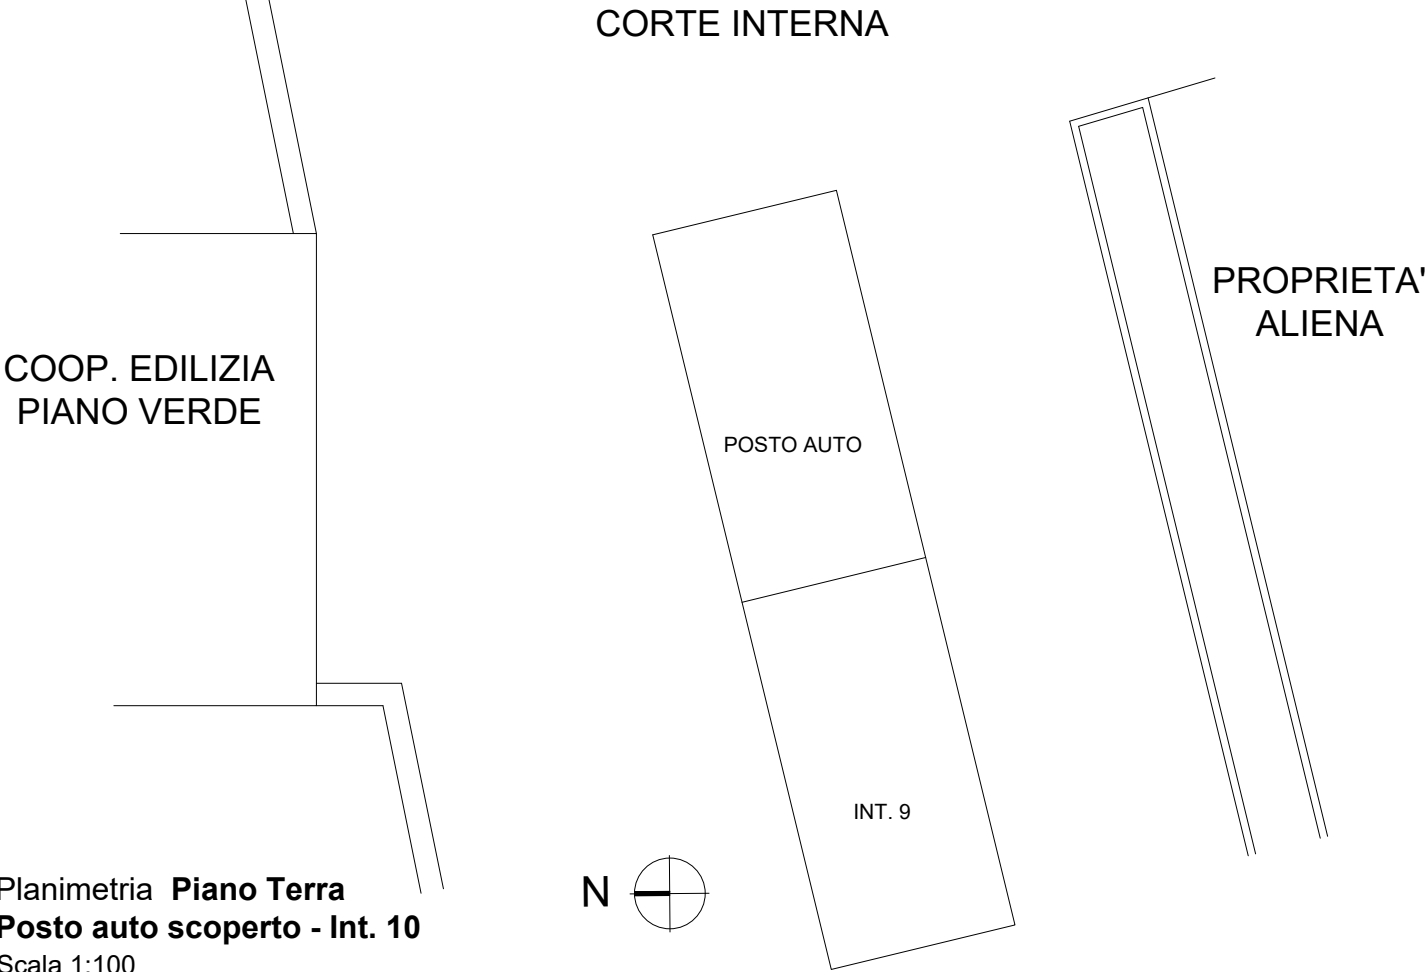 CORTE INTERNA
PROPRIETA'
ALIENA
COOP. EDILIZIA
PIANO VERDE
POSTO AUTO
INT. 9
N
Planimetria Piano Terra
Posto auto scoperto - Int. 10
Scala 1:100